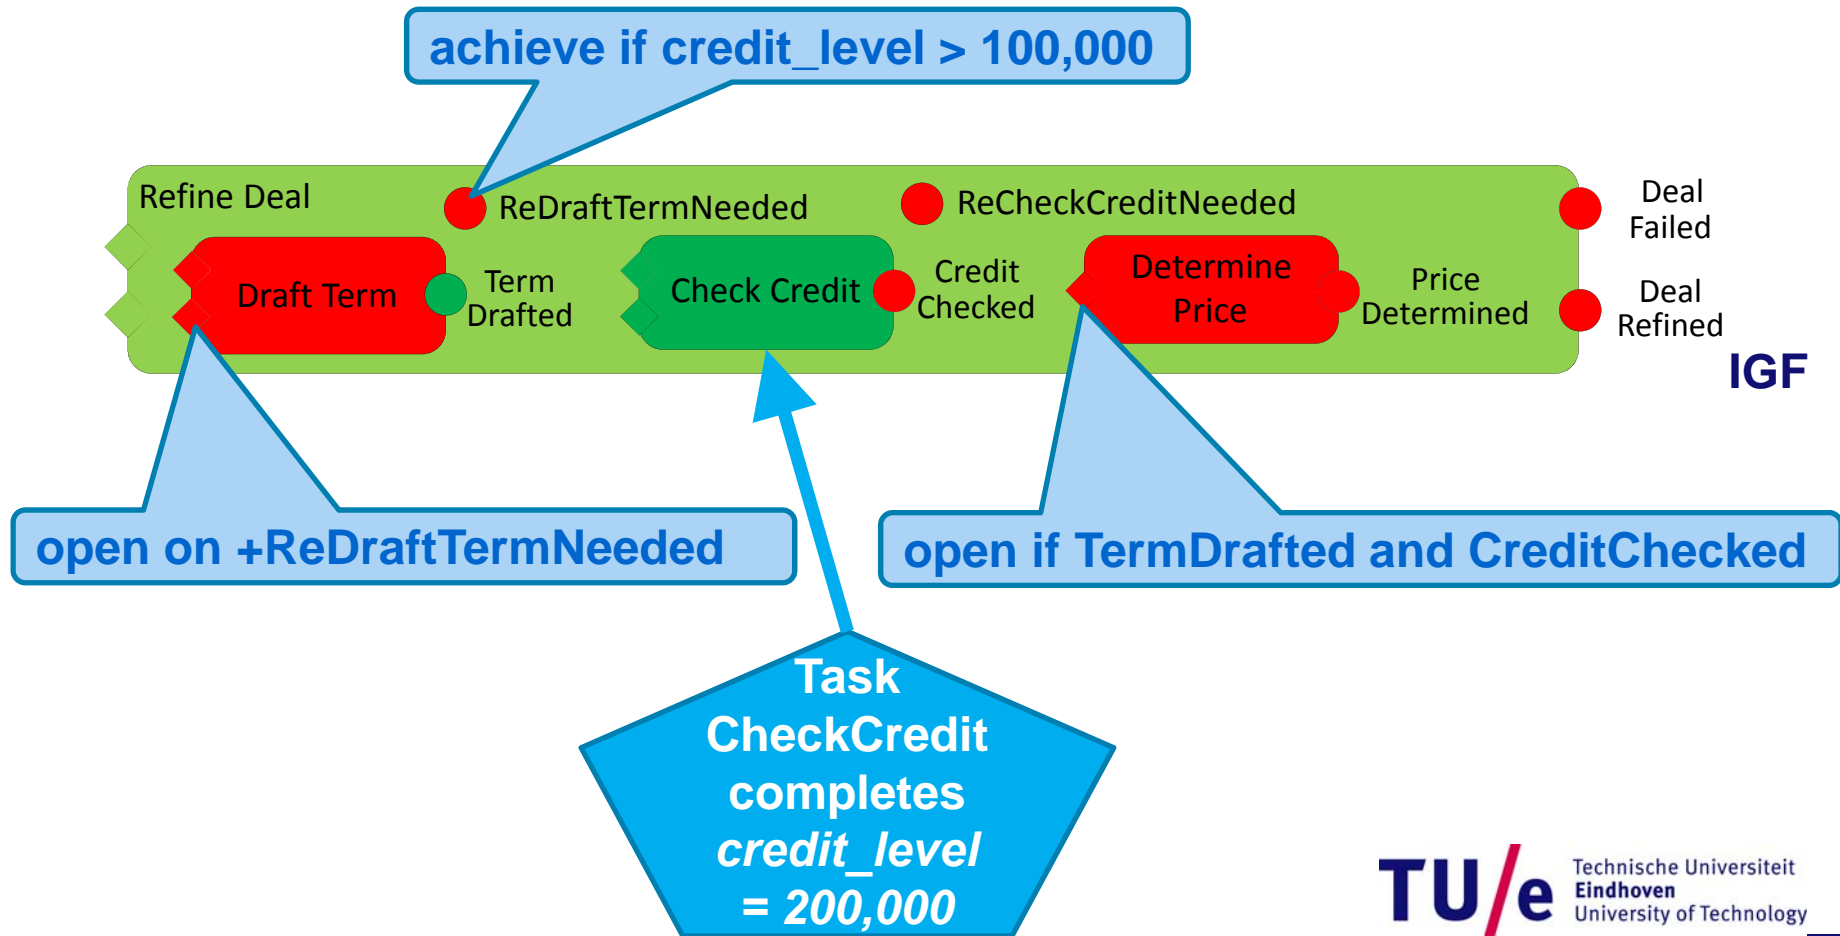 achieve if credit_level > 100,000
Refine Deal
ReDraftTermNeeded
ReCheckCreditNeeded
Deal
Failed
Draft Term
Term
Drafted
Check Credit
Credit
Checked
Determine
Price
Price
Determined
Deal
Refined
IGF
open on +ReDraftTermNeeded
open if TermDrafted and CreditChecked
Task
CheckCredit
completes
credit_level
= 200,000
TU/e
Technische Universiteit
Eindhoven
University of Technology